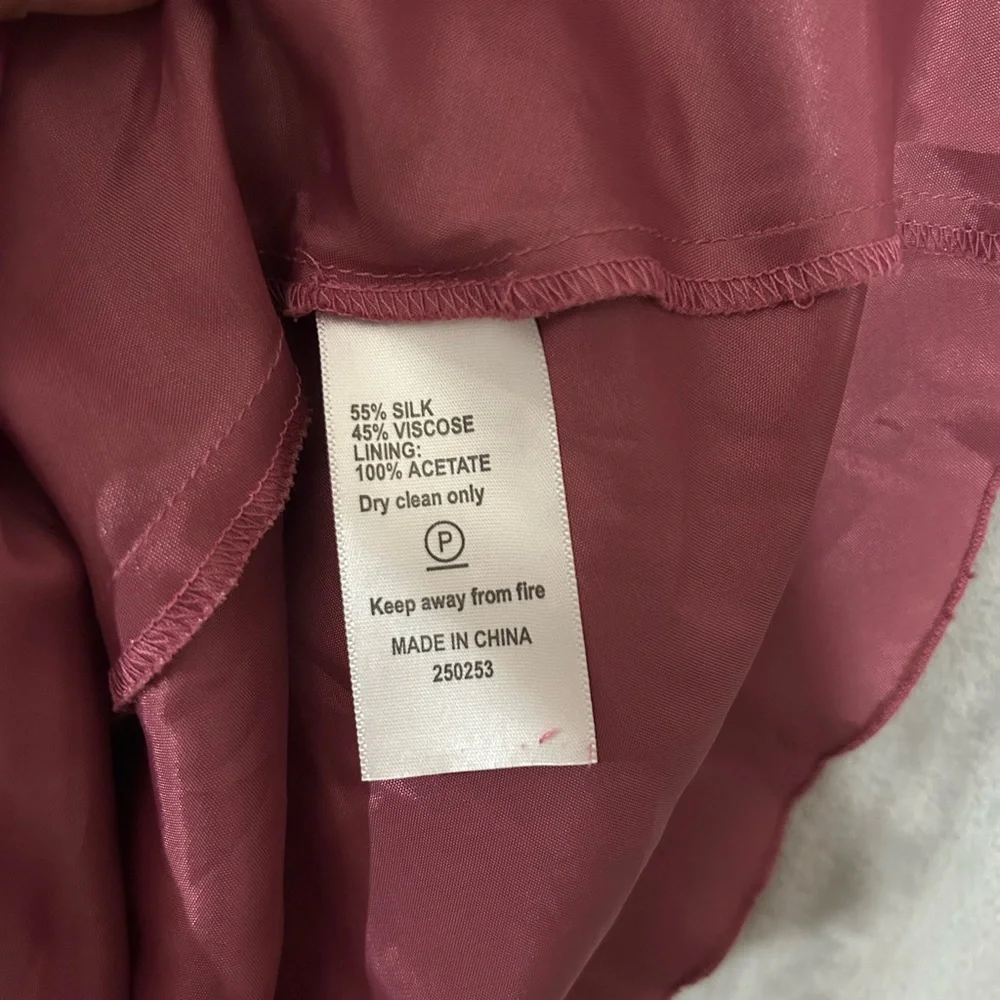 55% SILK
45% VISCOSE
LINING:
100% ACETATE
Dry clean only
P
Keep away from fire
MADE IN CHINA
250253